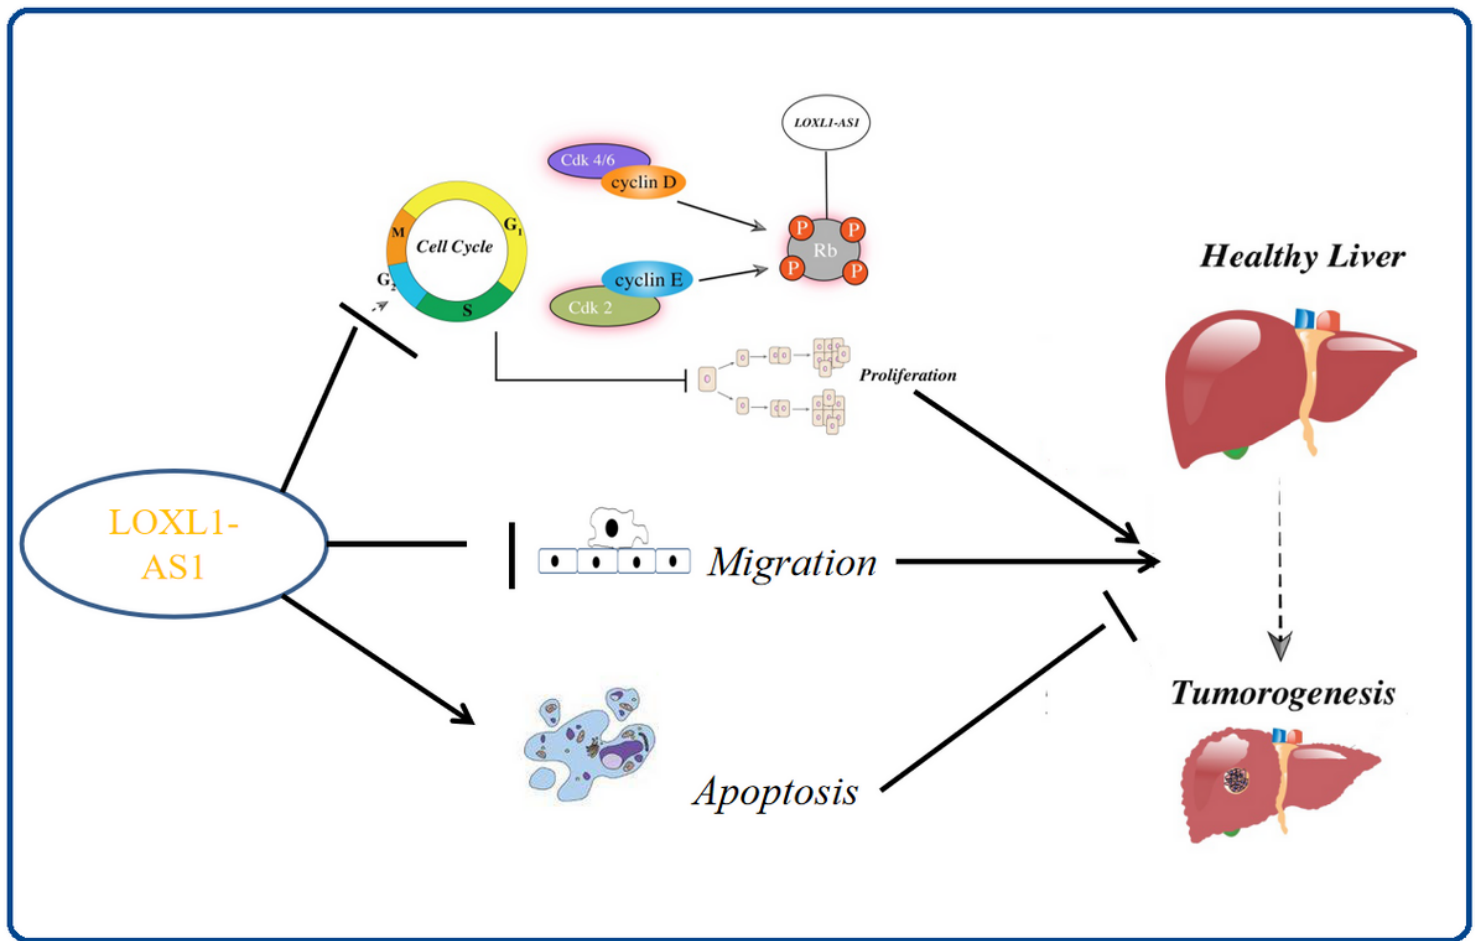 LOXL1-AS1
Cdk 4/6
cyclin D
P
P
Rb
P
P
cyclin E
Cdk 2
G1
M
Cell Cycle
G2
S
Proliferation
Healthy Liver
LOXL1-
AS1
Migration
Tumorogenesis
Apoptosis